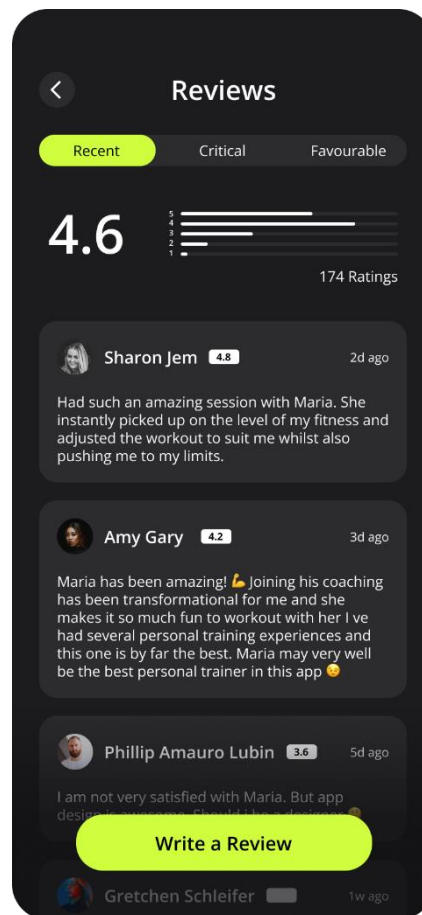 Reviews
Recent Critical Favourable
4.6
5
4
3
2
1
174 Ratings
Sharon Jem 4.8 2d ago
Had such an amazing session with Maria. She
instantly picked up on the level of my fitness and
adjusted the workout to suit me whilst also
pushing me to my limits.
Amy Gary 4.2 3d ago
Maria has been amazing! 💪 Joining his coaching
has been transformational for me and she
makes it so much fun to workout with her I ve
had several personal training experiences and
this one is by far the best. Maria may very well
be the best personal trainer in this app 😉
Phillip Amauro Lubin 3.6 5d ago
I am not very satisfied with Maria. But app
design is awesome. Should i be a designer
Write a Review
Gretchen Schleifer 1w ago